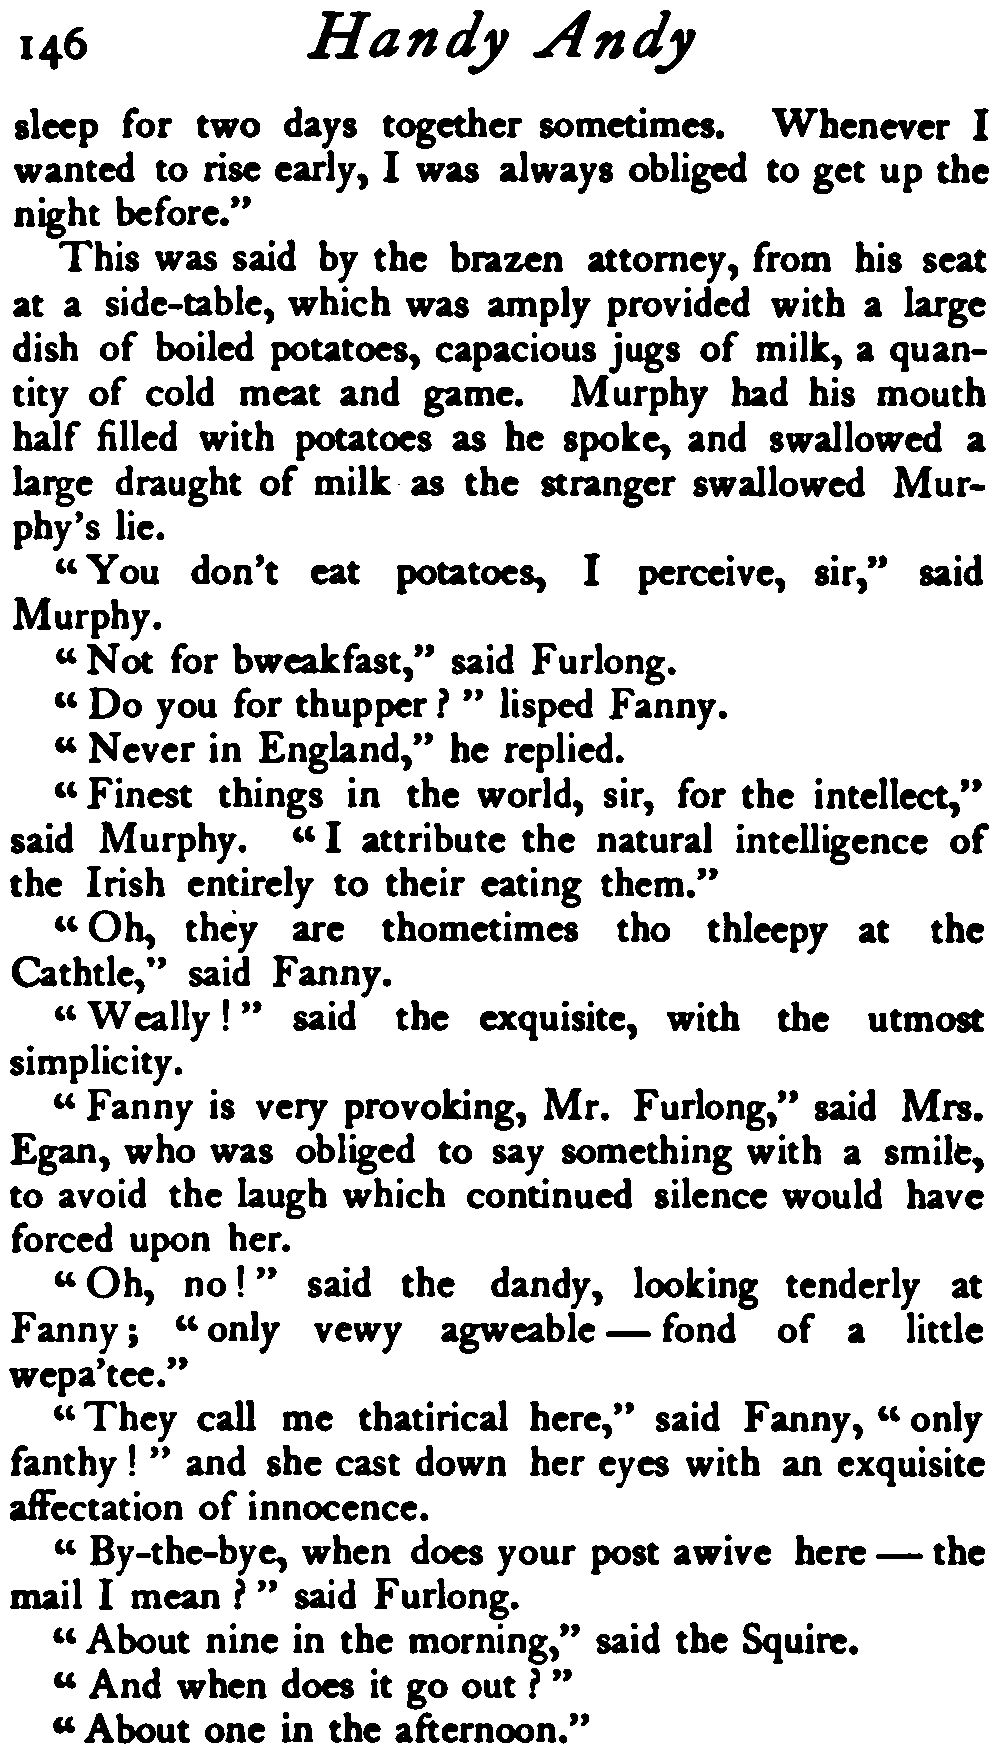 146 Handy Andy
sleep for two days together sometimes. Whenever I
wanted to rise early, I was always obliged to get up the
night before."
This was said by the brazen attorney, from his seat
at a side-table, which was amply provided with a large
dish of boiled potatoes, capacious jugs of milk, a quan-
tity of cold meat and game. Murphy had his mouth
half filled with potatoes as he spoke, and swallowed a
large draught of milk as the stranger swallowed Mur-
phy's lie.
"You don't eat potatoes, I perceive, sir," said
Murphy.
"Not for bweakfast," said Furlong.
"Do you for thupper?" lisped Fanny.
"Never in England," he replied.
"Finest things in the world, sir, for the intellect,"
said Murphy. "I attribute the natural intelligence of
the Irish entirely to their eating them."
"Oh, they are thometimes tho thleepy at the
Cathtle," said Fanny.
"Weally!" said the exquisite, with the utmost
simplicity.
"Fanny is very provoking, Mr. Furlong," said Mrs.
Egan, who was obliged to say something with a smile,
to avoid the laugh which continued silence would have
forced upon her.
"Oh, no!" said the dandy, looking tenderly at
Fanny; "only vewy agweable — fond of a little
wepa'tee."
"They call me thatirical here," said Fanny, "only
fanthy!" and she cast down her eyes with an exquisite
affectation of innocence.
"By-the-bye, when does your post awive here — the
mail I mean?" said Furlong.
"About nine in the morning," said the Squire.
"And when does it go out?"
"About one in the afternoon."